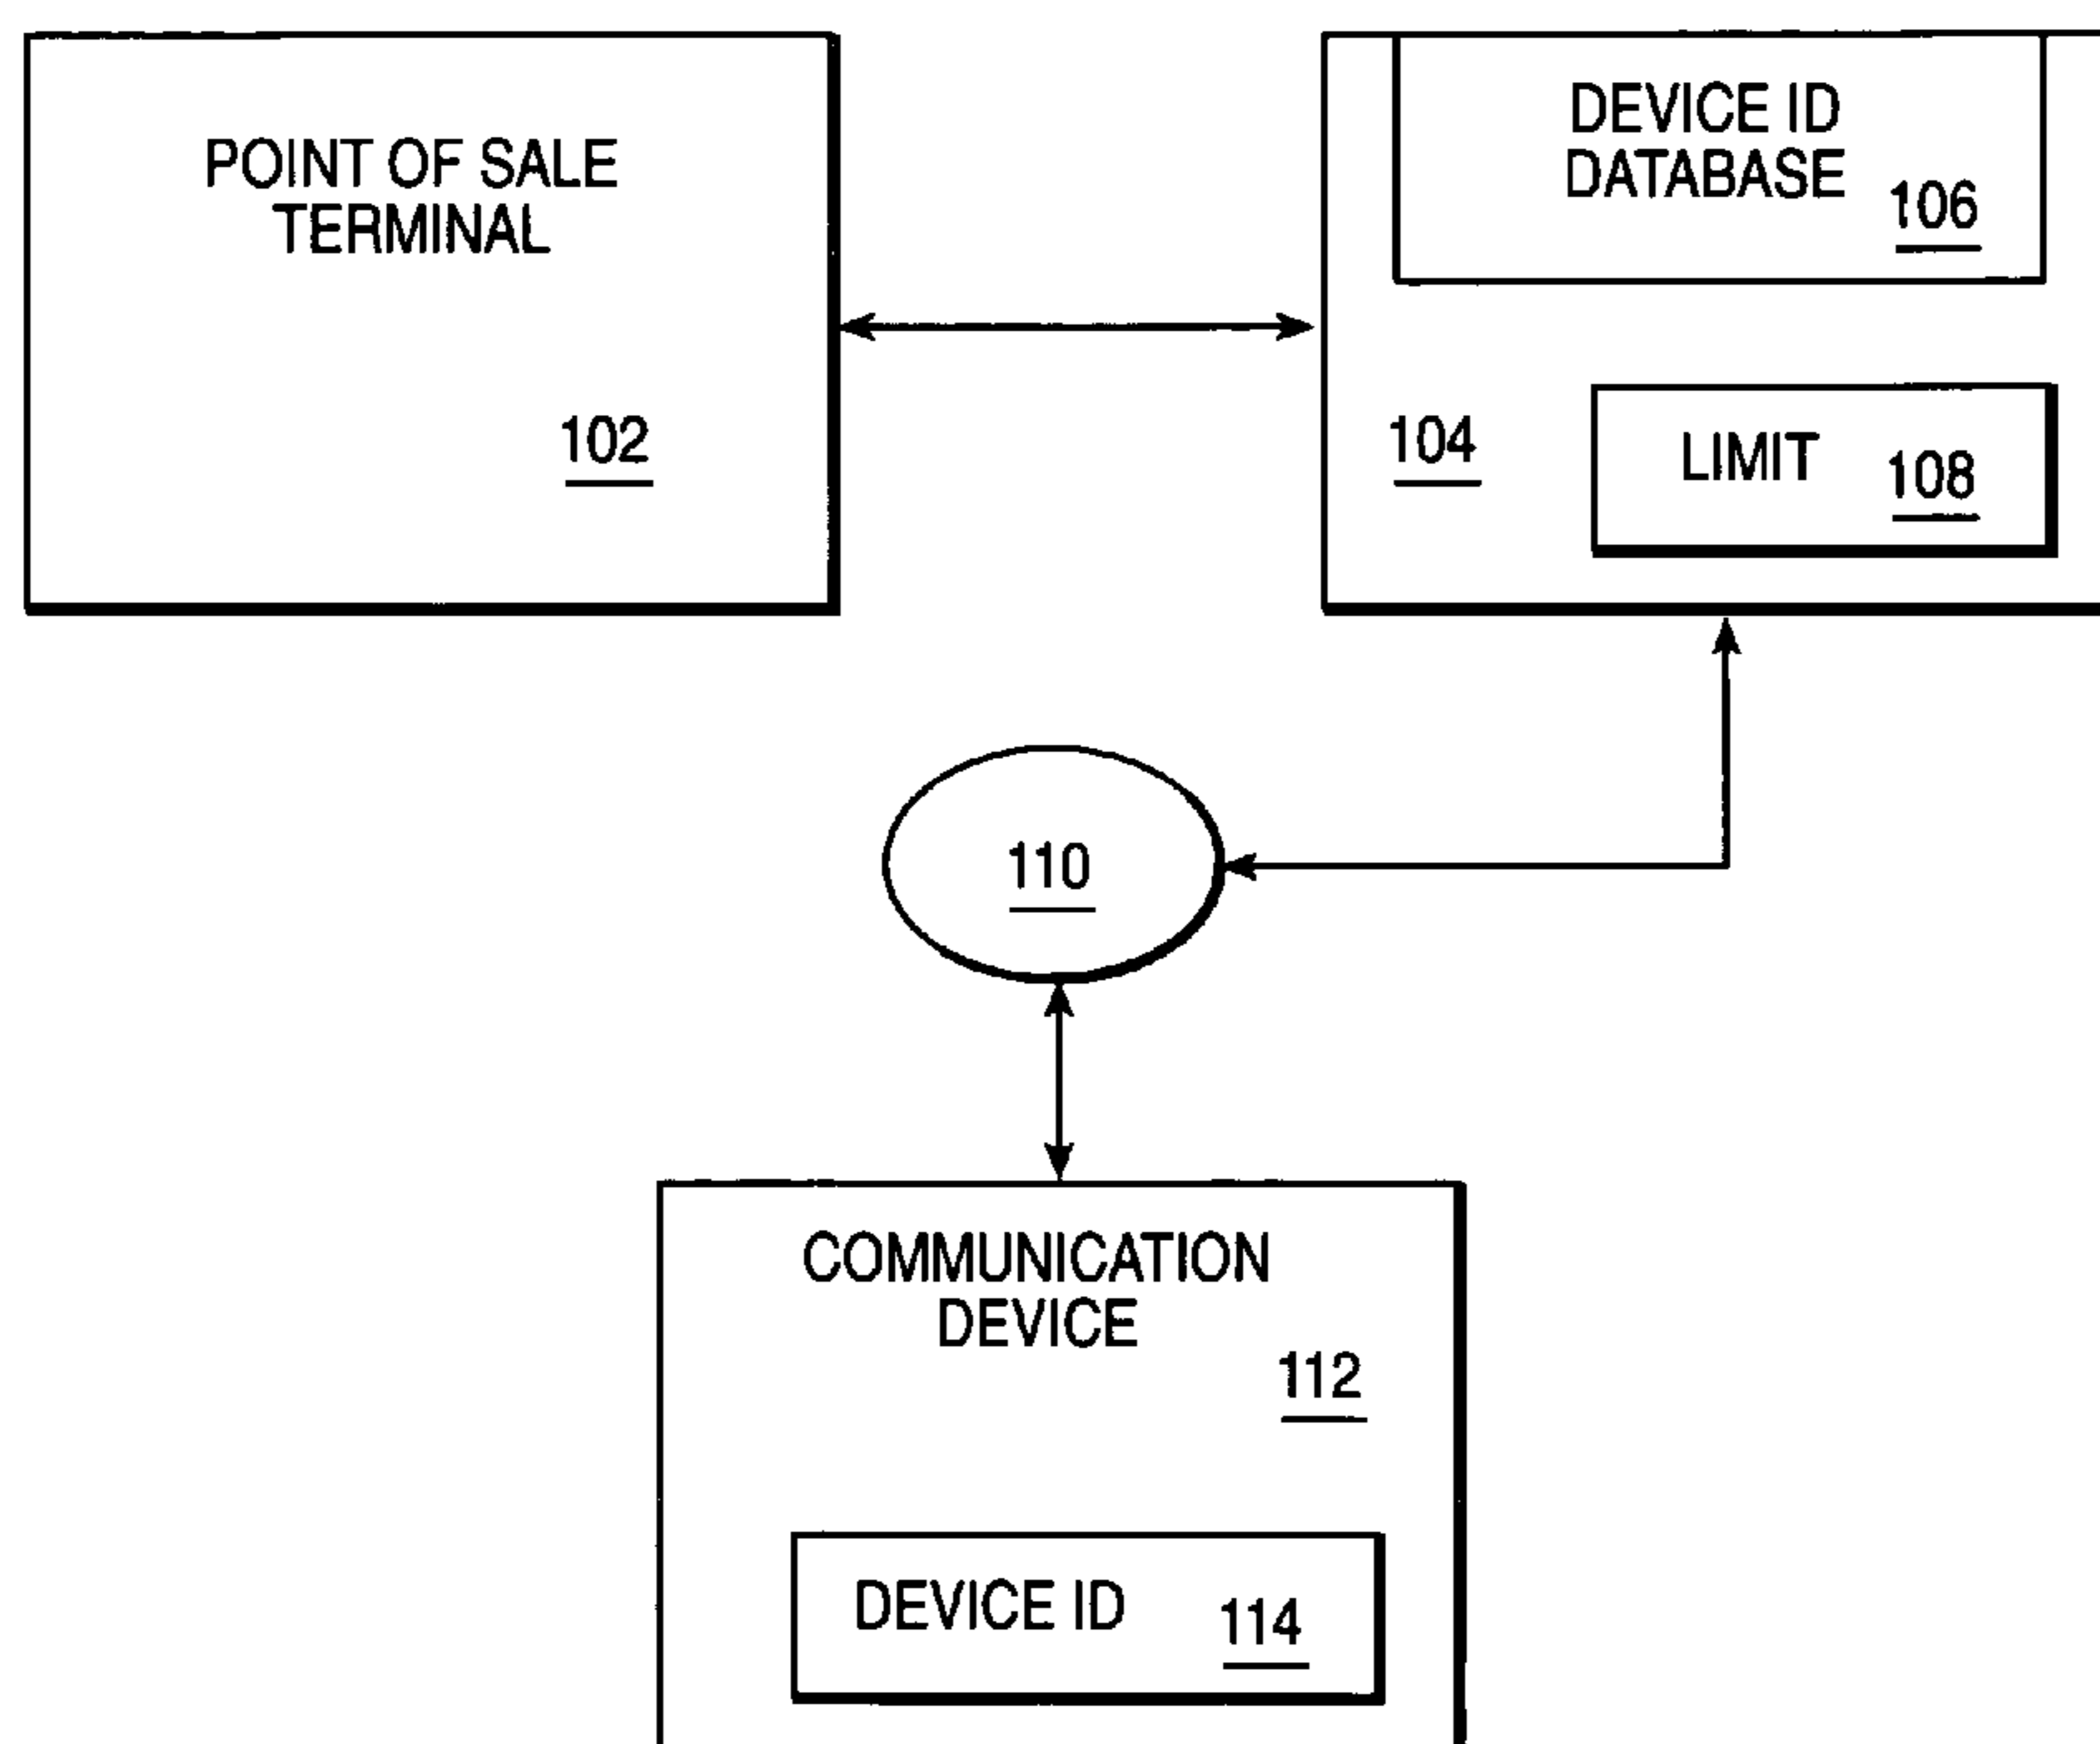 POINT OF SALE
TERMINAL
102
DEVICE ID
DATABASE
106
104
LIMIT
108
110
COMMUNICATION
DEVICE
112
DEVICE ID
114